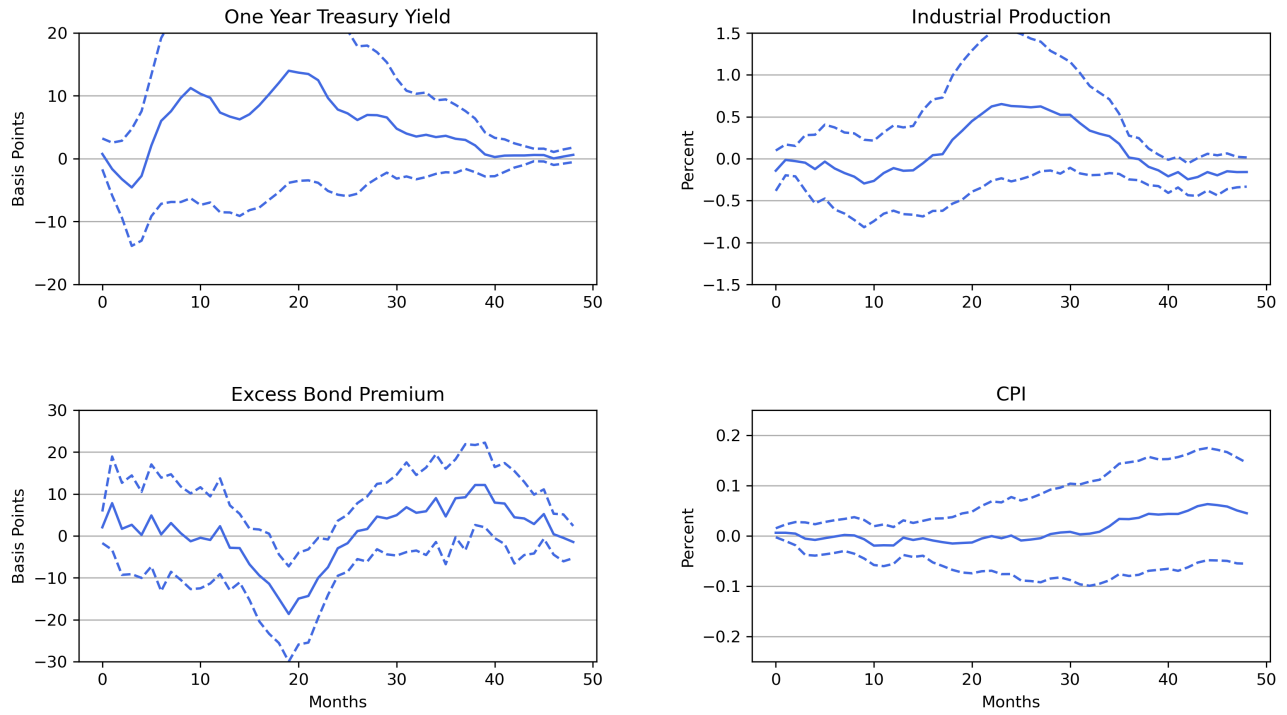 One Year Treasury Yield
Basis Points
20
10
0
−10
−20
0 10 20 30 40 50
Industrial Production
Percent
1.5
1.0
0.5
0.0
−0.5
−1.0
−1.5
0 10 20 30 40 50
Excess Bond Premium
Basis Points
30
20
10
0
−10
−20
−30
0 10 20 30 40 50
Months
CPI
Percent
0.2
0.1
0.0
−0.1
−0.2
0 10 20 30 40 50
Months